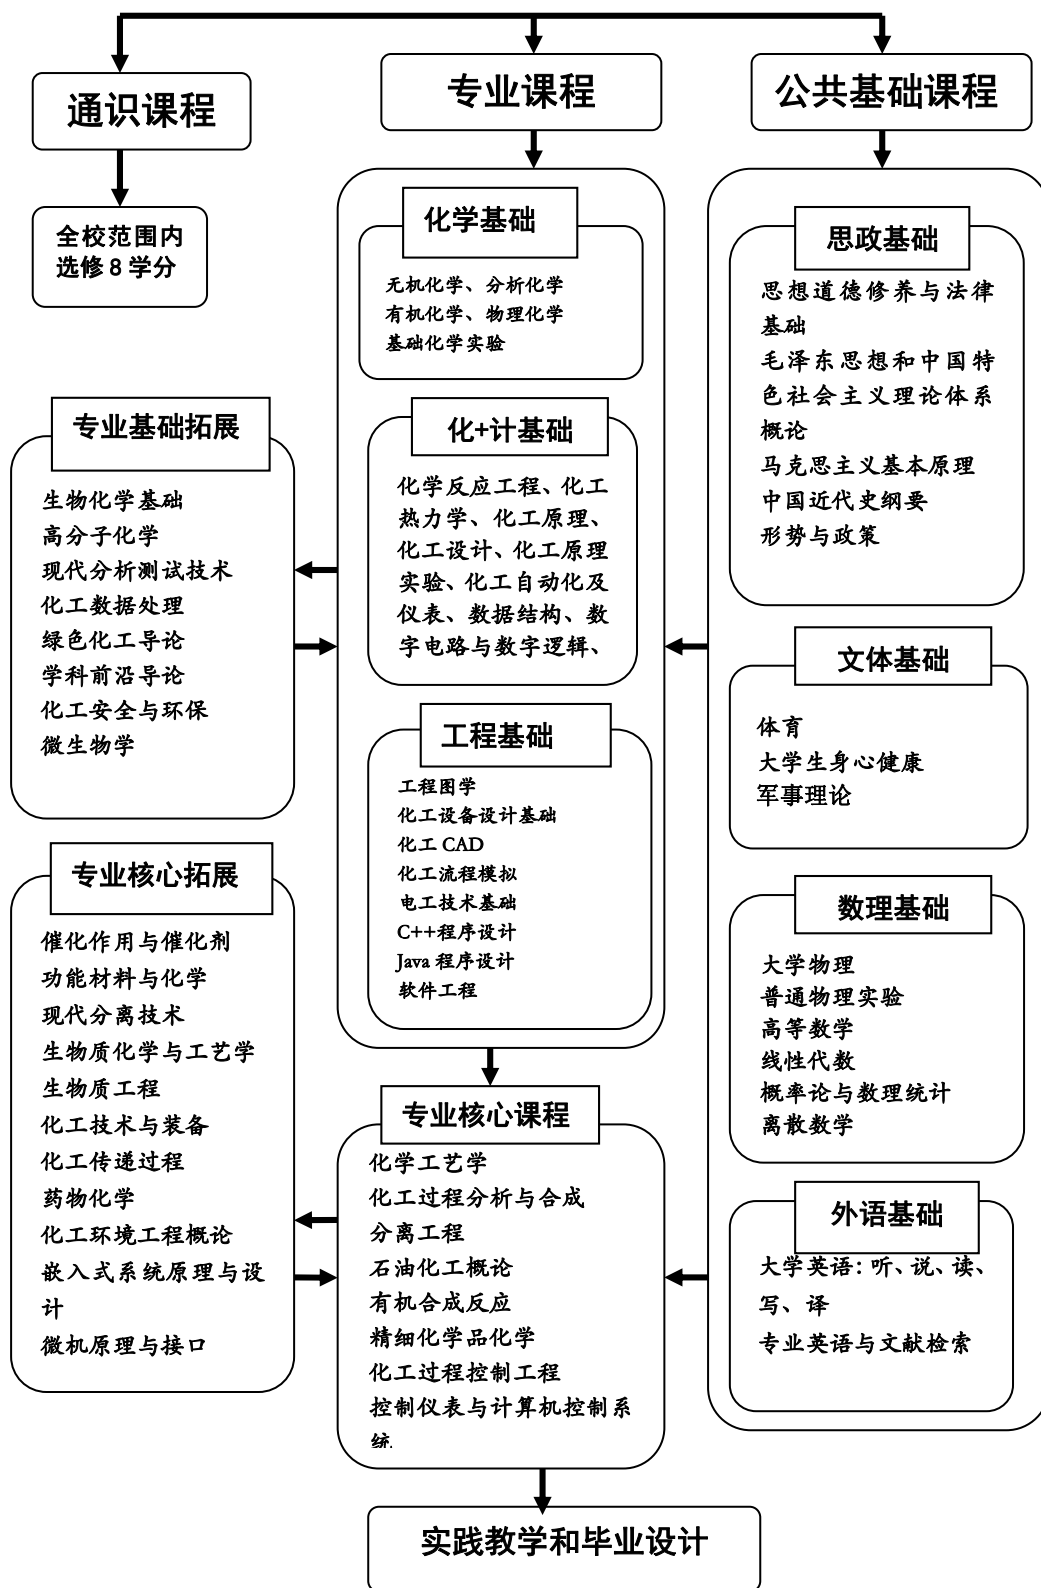 通识课程
专业课程
公共基础课程
全校范围内
选修 8 学分
化学基础
无机化学、分析化学
有机化学、物理化学
基础化学实验
化+计基础
化学反应工程、化工
热力学、化工原理、
化工设计、化工原理
实验、化工自动化及
仪表、数据结构、数
字电路与数字逻辑、
工程基础
工程图学
化工设备设计基础
化工 CAD
化工流程模拟
电工技术基础
C++程序设计
Java 程序设计
软件工程
思政基础
思想道德修养与法律
基础
毛泽东思想和中国特
色社会主义理论体系
概论
马克思主义基本原理
中国近代史纲要
形势与政策
文体基础
体育
大学生身心健康
军事理论
数理基础
大学物理
普通物理实验
高等数学
线性代数
概率论与数理统计
离散数学
外语基础
大学英语：听、说、读、
写、译
专业英语与文献检索
专业基础拓展
生物化学基础
高分子化学
现代分析测试技术
化工数据处理
绿色化工导论
学科前沿导论
化工安全与环保
微生物学
专业核心拓展
催化作用与催化剂
功能材料与化学
现代分离技术
生物质化学与工艺学
生物质工程
化工技术与装备
化工传递过程
药物化学
化工环境工程概论
嵌入式系统原理与设
计
微机原理与接口
专业核心课程
化学工艺学
化工过程分析与合成
分离工程
石油化工概论
有机合成反应
精细化学品化学
化工过程控制工程
控制仪表与计算机控制系
统
实践教学和毕业设计